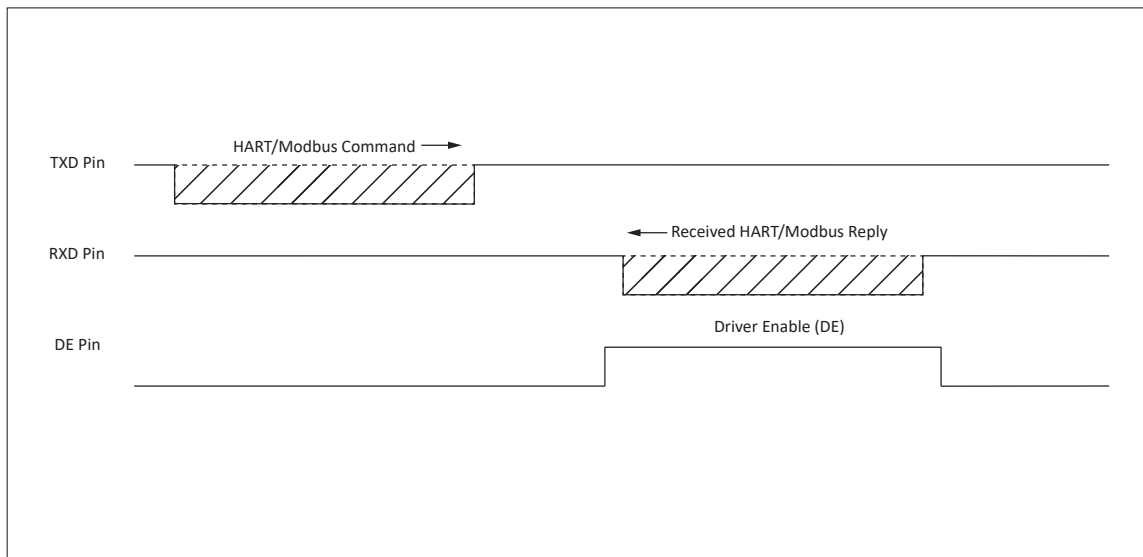 HART/Modbus Command
TXD Pin
Received HART/Modbus Reply
RXD Pin
Driver Enable (DE)
DE Pin